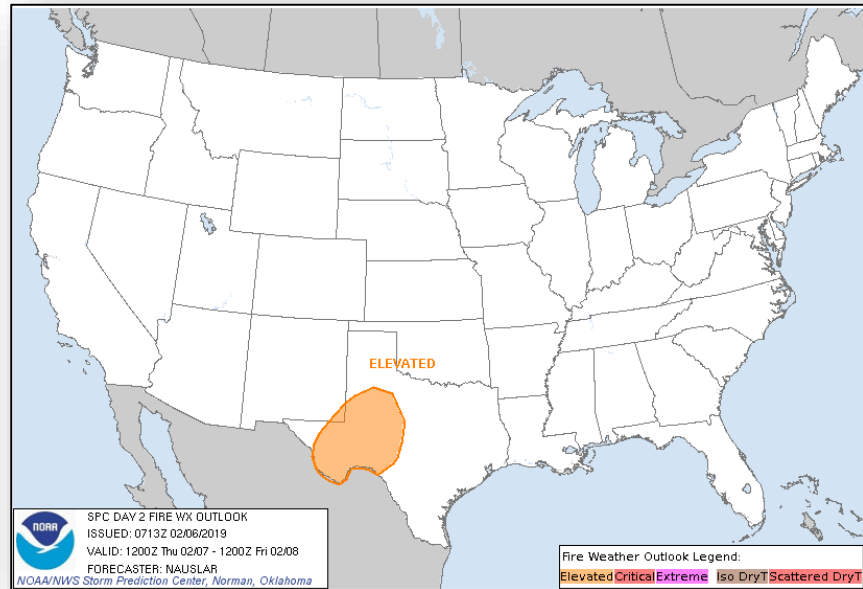 ELEVATED
NOAA
SPC DAY 2 FIRE WX OUTLOOK
ISSUED: 0713Z 02/06/2019
VALID: 1200Z Thu 02/07 - 1200Z Fri 02/08
FORECASTER: NAUSLAR
NOAA/NWS Storm Prediction Center, Norman, Oklahoma
Fire Weather Outlook Legend:
Elevated Critical Extreme Iso DryT Scattered DryT